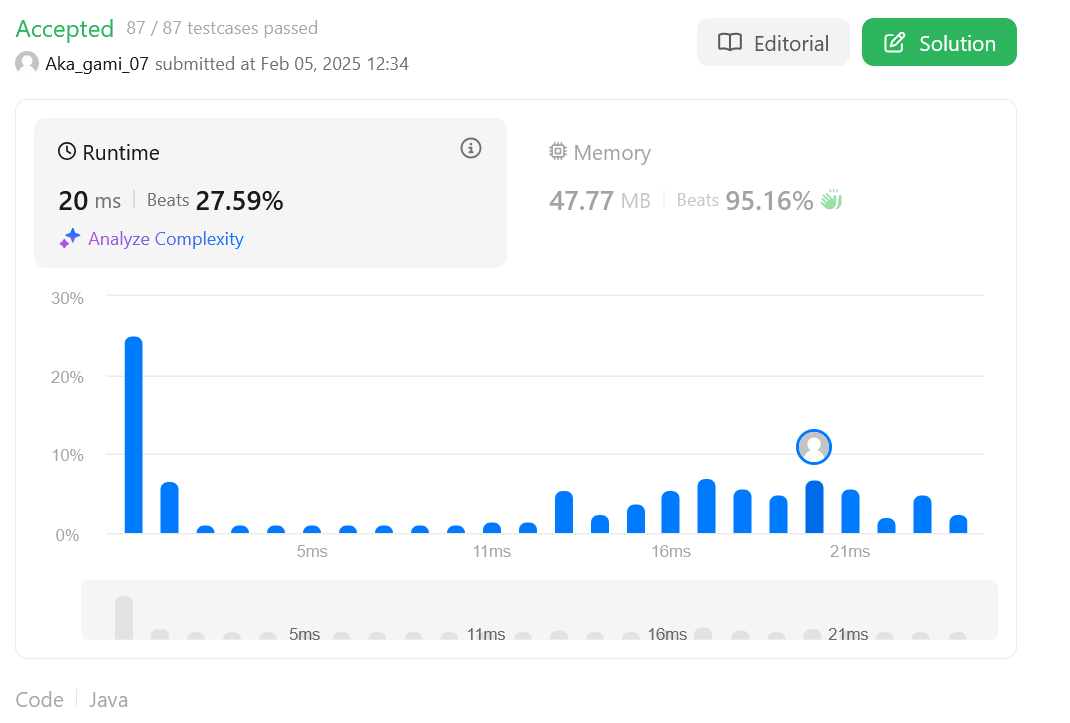 Accepted 87 / 87 testcases passed
Editorial
Solution
Aka_gami_07 submitted at Feb 05, 2025 12:34
Runtime
Memory
20 ms Beats 27.59%
47.77 MB Beats 95.16%
Analyze Complexity
30%
20%
10%
0%
5ms 11ms 16ms 21ms
5ms 11ms 16ms 21ms
Code Java